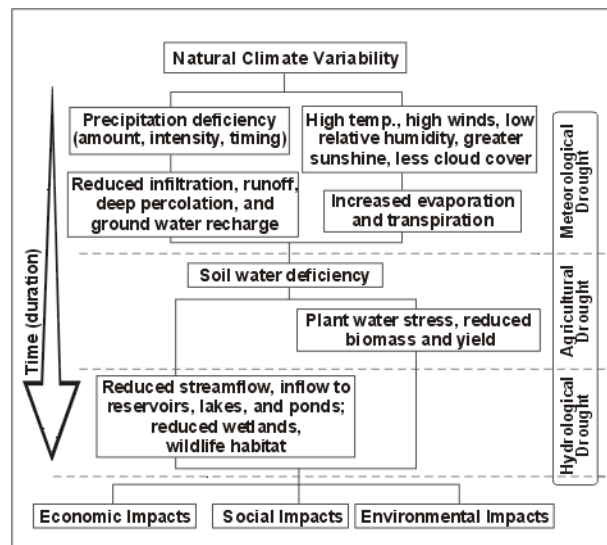 Natural Climate Variability
Precipitation deficiency
(amount, intensity, timing)
High temp., high winds, low
relative humidity, greater
sunshine, less cloud cover
Reduced infiltration, runoff,
deep percolation, and
ground water recharge
Increased evaporation
and transpiration
Meteorological
Drought
Time (duration)
Soil water deficiency
Plant water stress, reduced
biomass and yield
Agricultural
Drought
Reduced streamflow, inflow to
reservoirs, lakes, and ponds;
reduced wetlands,
wildlife habitat
Hydrological
Drought
Economic Impacts
Social Impacts
Environmental Impacts